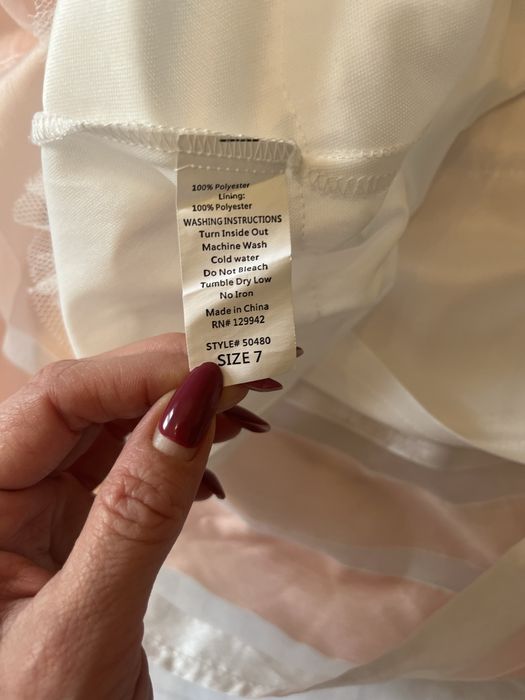 100% Polyester
Lining:
100% Polyester
WASHING INSTRUCTIONS
Turn Inside Out
Machine Wash
Cold water
Do Not Bleach
Tumble Dry Low
No Iron
Made in China
RN# 129942
STYLE# 50480
SIZE 7